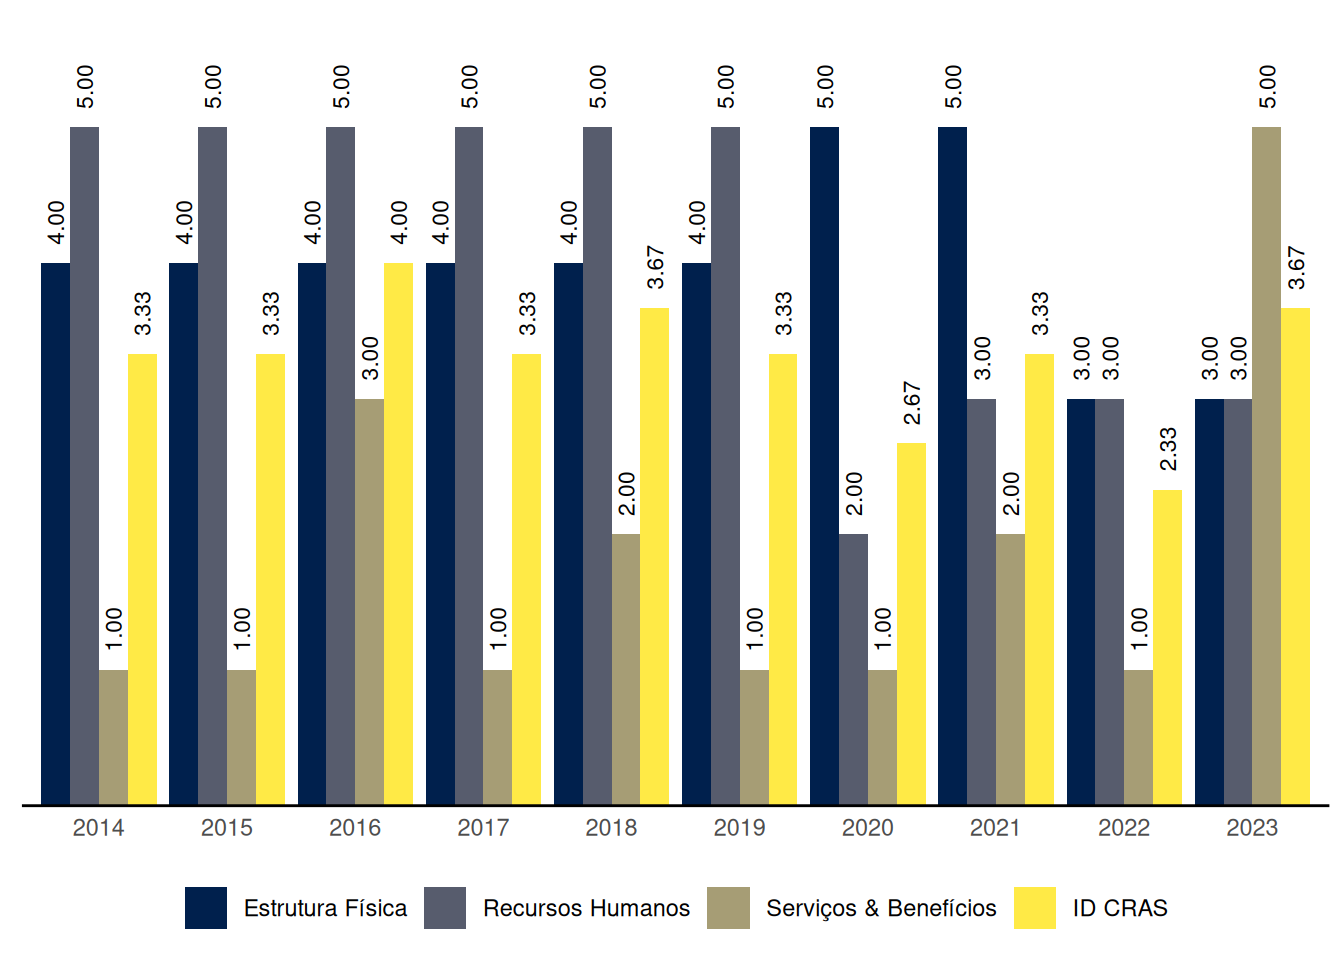 4.00 5.00 1.00 3.33
4.00 5.00 1.00 3.33
4.00 5.00 3.00 4.00
4.00 5.00 1.00 3.33
4.00 5.00 2.00 3.67
4.00 5.00 1.00 3.33
5.00 2.00 1.00 2.67
5.00 3.00 2.00 3.33
3.00 3.00 1.00 2.33
3.00 3.00 5.00 3.67
2014 2015 2016 2017 2018 2019 2020 2021 2022 2023
Estrutura Física Recursos Humanos Serviços & Benefícios ID CRAS